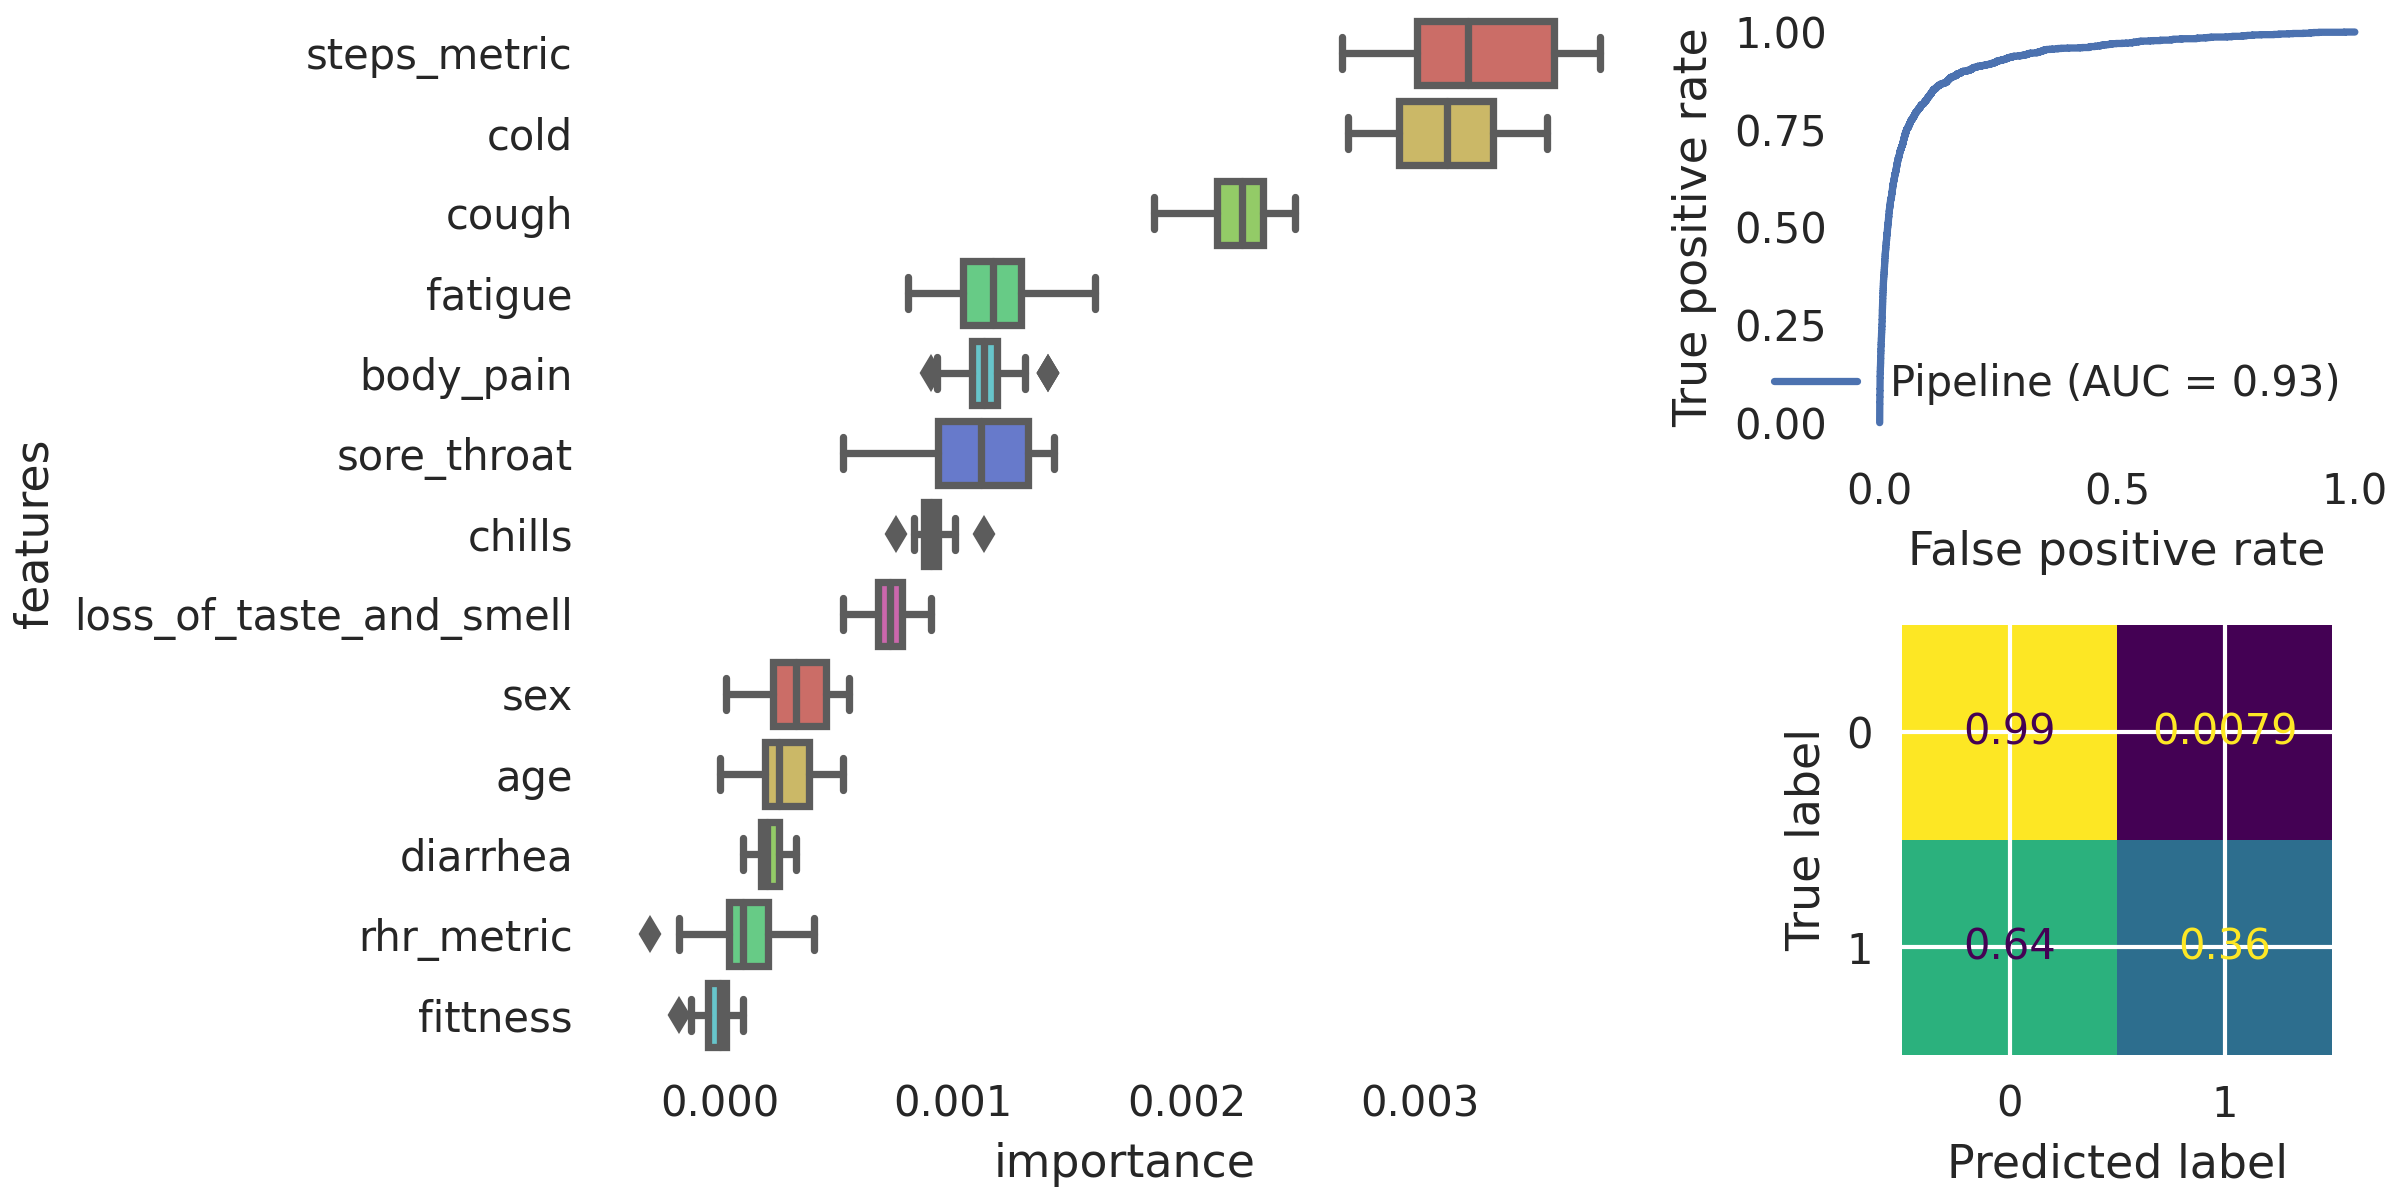 features
steps_metric
cold
cough
fatigue
body_pain
sore_throat
chills
loss_of_taste_and_smell
sex
age
diarrhea
rhr_metric
fittness
0.000 0.001 0.002 0.003
importance
True positive rate
1.00
0.75
0.50
0.25
0.00
Pipeline (AUC = 0.93)
0.0 0.5 1.0
False positive rate
True label
0 0.99 0.0079
1 0.64 0.36
0 1
Predicted label